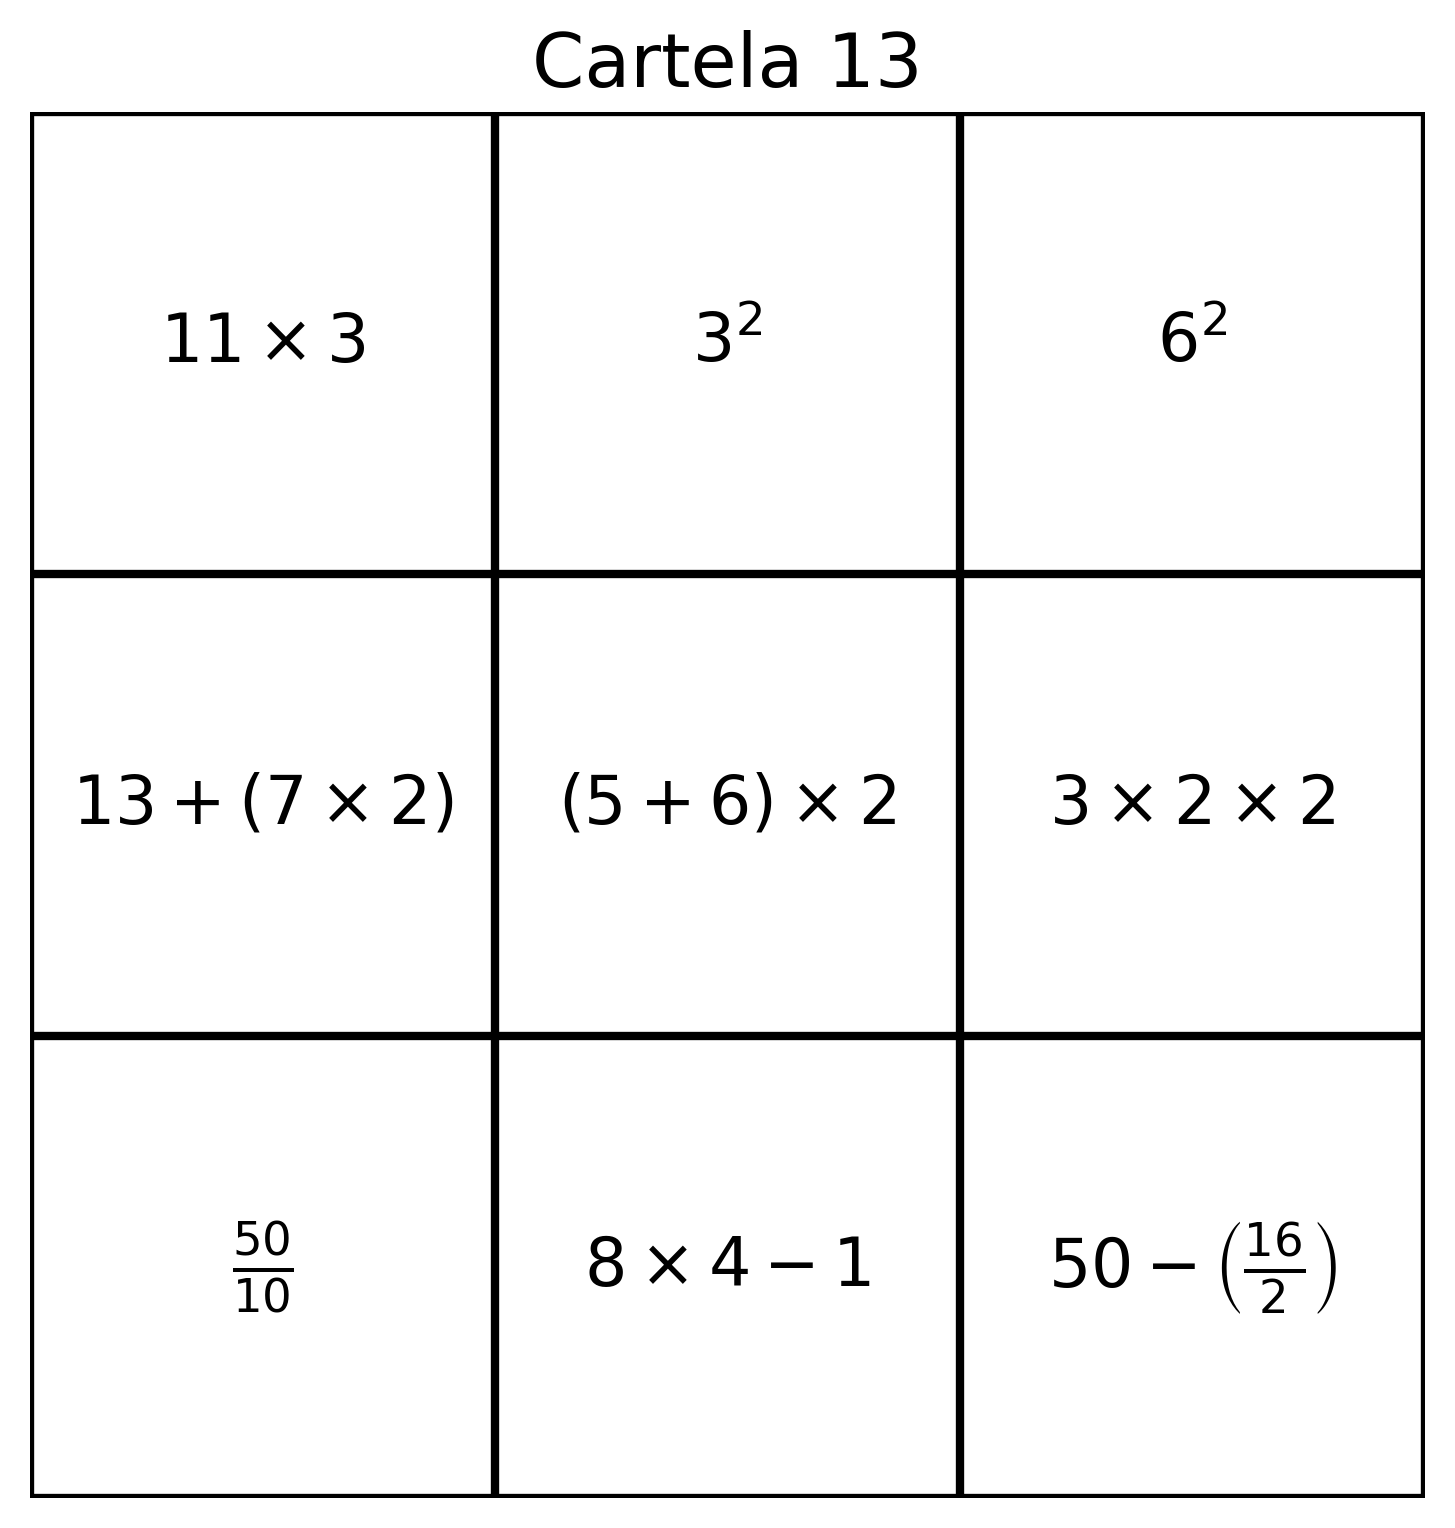 Cartela 13
11 × 3
3²
6²
13 + (7 × 2)
(5 + 6) × 2
3 × 2 × 2
50/10
8 × 4 − 1
50 − (16/2)